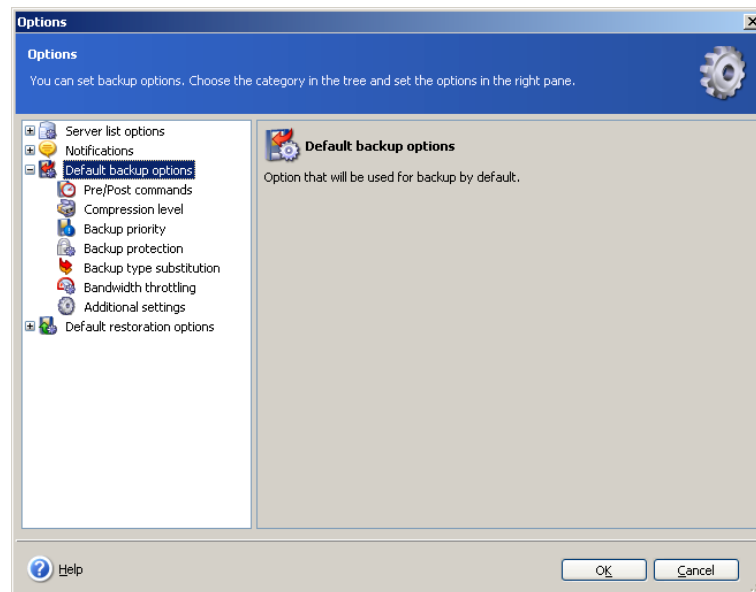 Options
Options
You can set backup options. Choose the category in the tree and set the options in the right pane.
Server list options
Notifications
Default backup options
Pre/Post commands
Compression level
Backup priority
Backup protection
Backup type substitution
Bandwidth throttling
Additional settings
Default restoration options
Default backup options
Option that will be used for backup by default.
Help
OK
Cancel